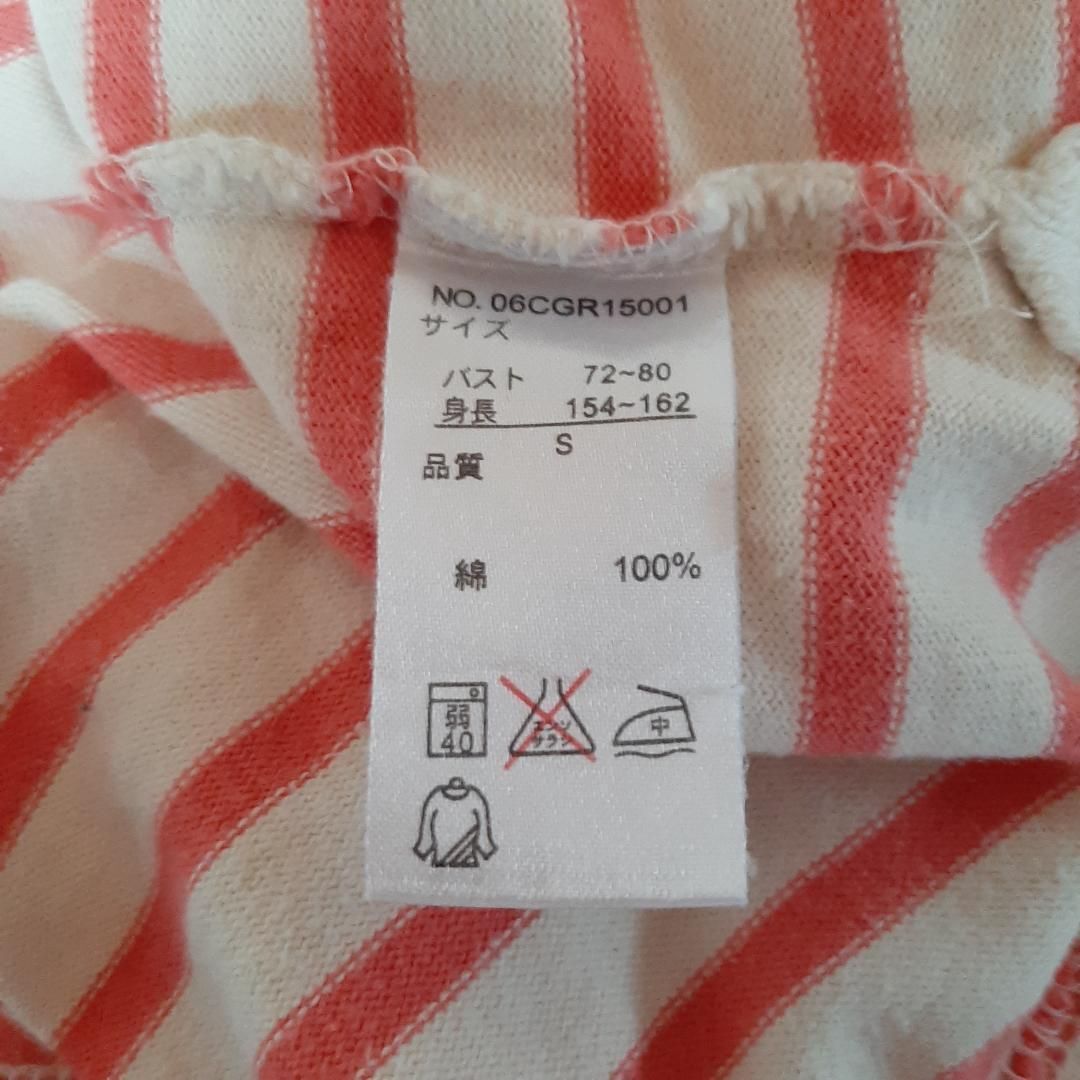 NO. 06CGR15001
サイズ
バスト 72~80
身長 154~162
S
品質
綿 100%
弱
40
エンソ
サラシ
中